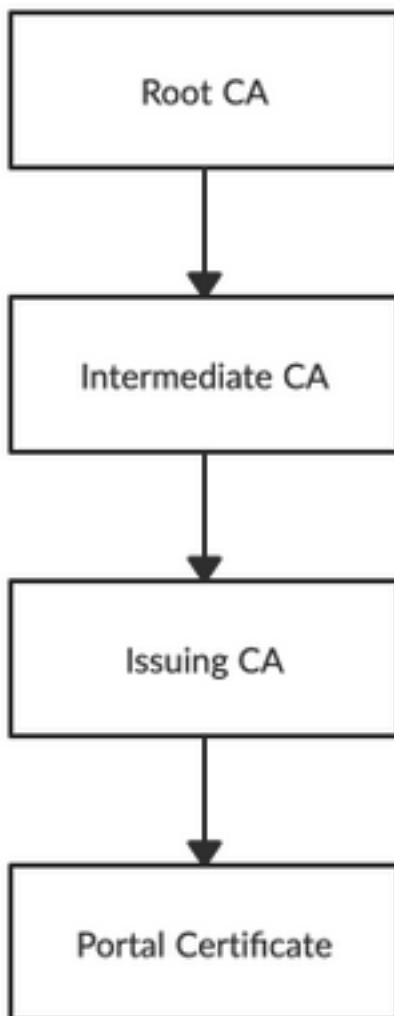 Root CA
Intermediate CA
Issuing CA
Portal Certificate